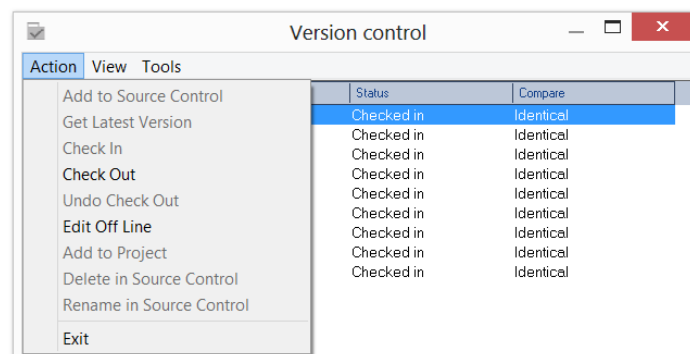 Version control
Action View Tools
Add to Source Control
Get Latest Version
Check In
Check Out
Undo Check Out
Edit Off Line
Add to Project
Delete in Source Control
Rename in Source Control
Exit
Status Compare
Checked in Identical
Checked in Identical
Checked in Identical
Checked in Identical
Checked in Identical
Checked in Identical
Checked in Identical
Checked in Identical
Checked in Identical